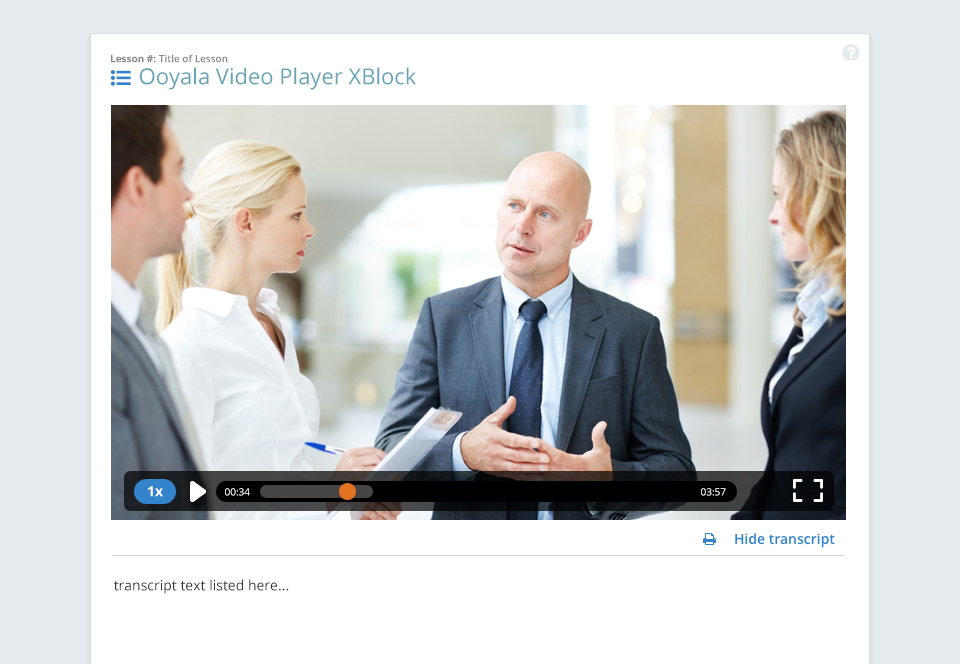 Lesson #: Title of Lesson
Ooyala Video Player XBlock
?
1x
00:34
03:57
Hide transcript
transcript text listed here...